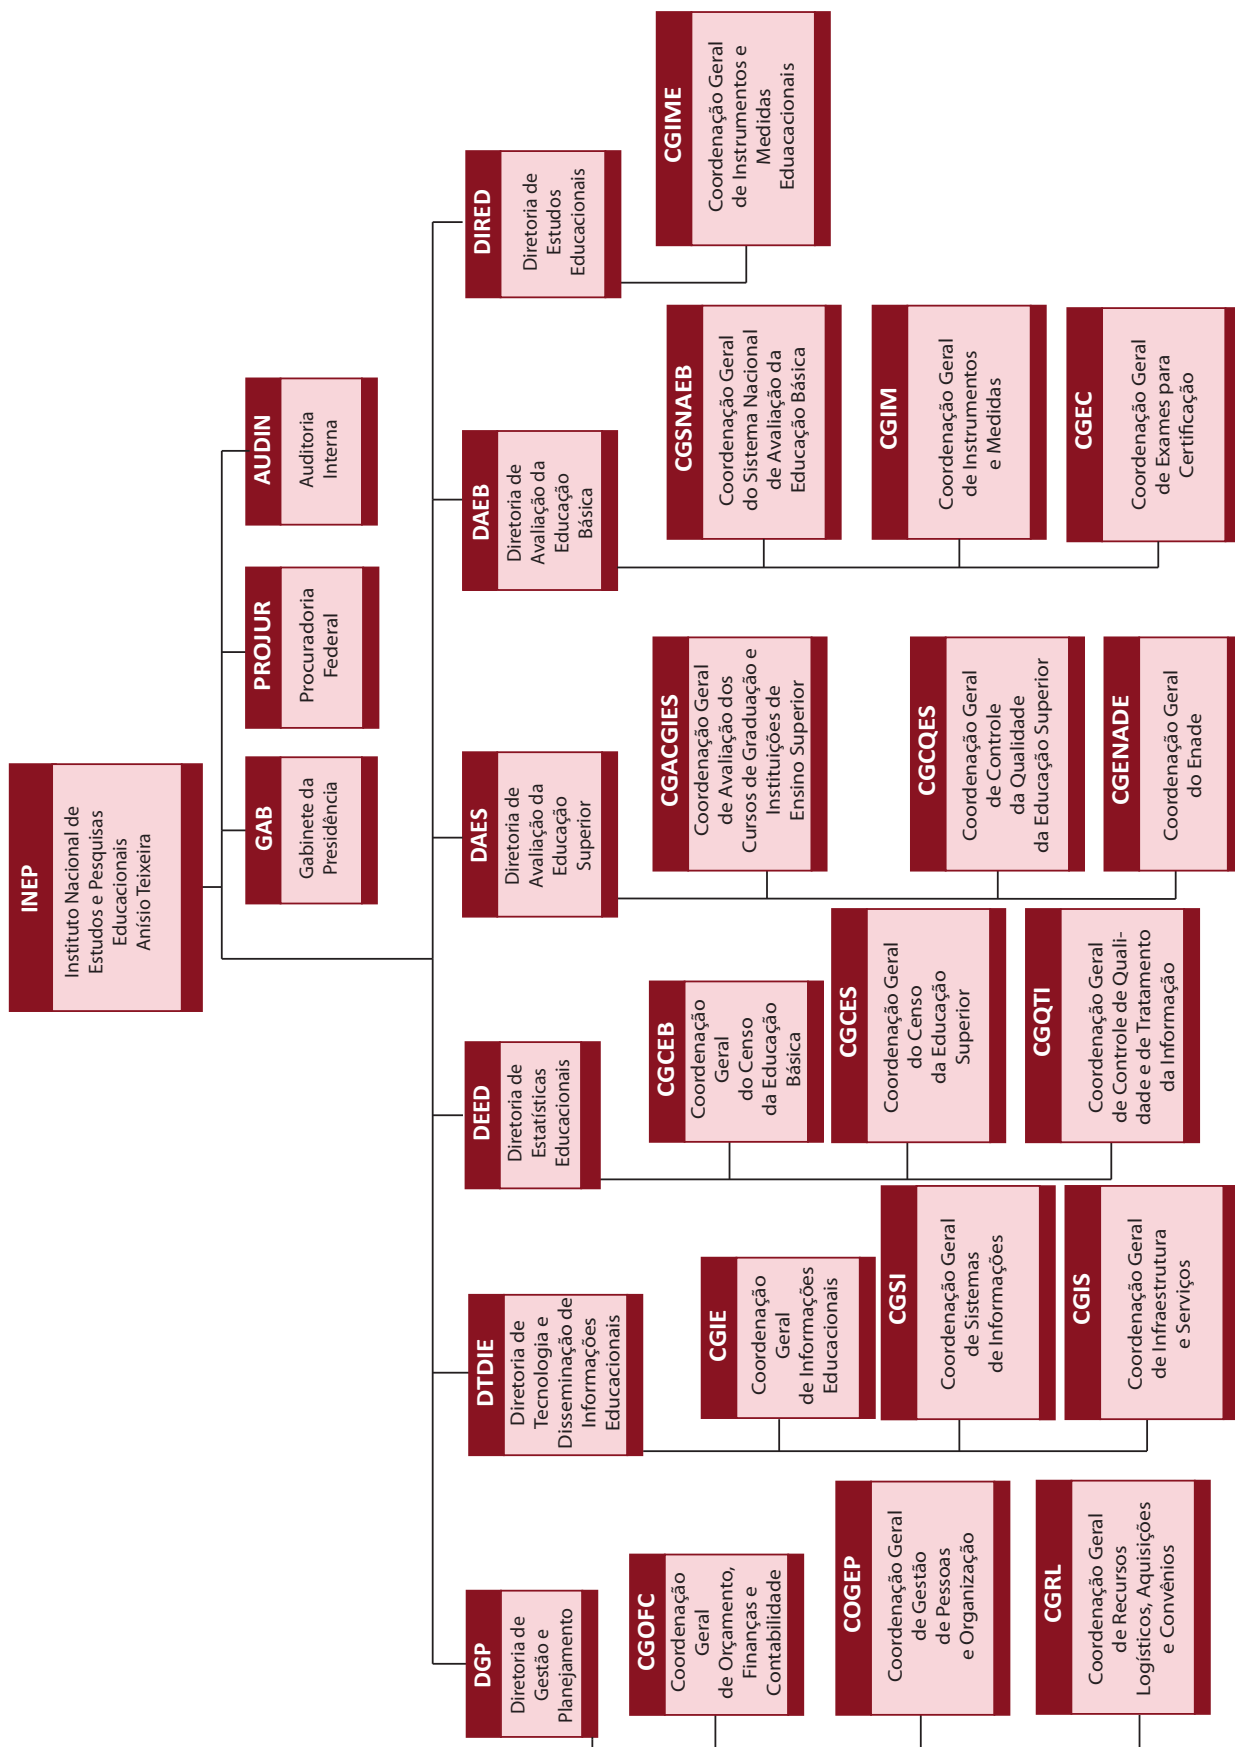 INEP
Instituto Nacional de
Estudos e Pesquisas
Educacionais
Anísio Teixeira
GAB
Gabinete da
Presidência
PROJUR
Procuradoria
Federal
AUDIN
Auditoria
Interna
DGP
Diretoria de
Gestão e
Planejamento
DTDIE
Diretoria de
Tecnologia e
Disseminação de
Informações
Educacionais
DEED
Diretoria de
Estatísticas
Educacionais
DAES
Diretoria de
Avaliação da
Educação
Superior
DAEB
Diretoria de
Avaliação da
Educação
Básica
DIRED
Diretoria de
Estudos
Educacionais
CGOFC
Coordenação
Geral
de Orçamento,
Finanças e
Contabilidade
COGEP
Coordenação Geral
de Gestão
de Pessoas
e Organização
CGRL
Coordenação Geral
de Recursos
Logísticos, Aquisições
e Convênios
CGIE
Coordenação
Geral
de Informações
Educacionais
CGSI
Coordenação Geral
de Sistemas
de Informações
CGIS
Coordenação Geral
de Infraestrutura
e Serviços
CGCEB
Coordenação
Geral
do Censo
da Educação
Básica
CGCES
Coordenação Geral
do Censo
da Educação
Superior
CGQTI
Coordenação Geral
de Controle de Quali-
dade e de Tratamento
da Informação
CGACGIES
Coordenação Geral
de Avaliação dos
Cursos de Graduação e
Instituições de
Ensino Superior
CGCQES
Coordenação Geral
de Controle
da Qualidade
da Educação Superior
CGENADE
Coordenação Geral
do Enade
CGSNAEB
Coordenação Geral
do Sistema Nacional
de Avaliação da
Educação Básica
CGIM
Coordenação Geral
de Instrumentos
e Medidas
CGEC
Coordenação Geral
de Exames para
Certificação
CGIME
Coordenação Geral
de Instrumentos e
Medidas
Eduacacionais